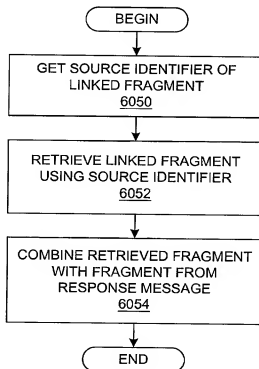 BEGIN
GET SOURCE IDENTIFIER OF
LINKED FRAGMENT
6050
RETRIEVE LINKED FRAGMENT
USING SOURCE IDENTIFIER
6052
COMBINE RETRIEVED FRAGMENT
WITH FRAGMENT FROM
RESPONSE MESSAGE
6054
END